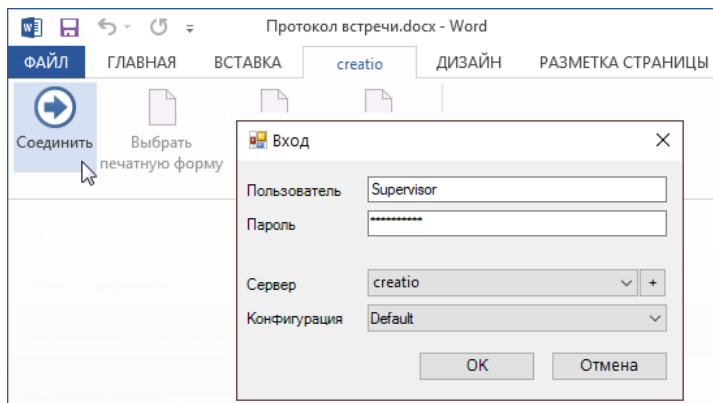 Протокол встречи.docx - Word
ФАЙЛ ГЛАВНАЯ ВСТАВКА creatio ДИЗАЙН РАЗМЕТКА СТРАНИЦЫ
Соединить
Выбрать
печатную форму
Вход
Пользователь Supervisor
Пароль **********
Сервер creatio +
Конфигурация Default
OK Отмена